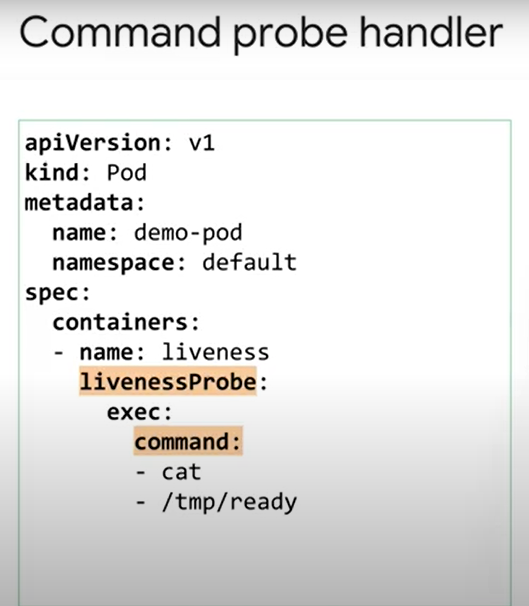 Command probe handler
apiVersion: v1
kind: Pod
metadata:
  name: demo-pod
  namespace: default
spec:
  containers:
  - name: liveness
    livenessProbe:
      exec:
        command:
        - cat
        - /tmp/ready